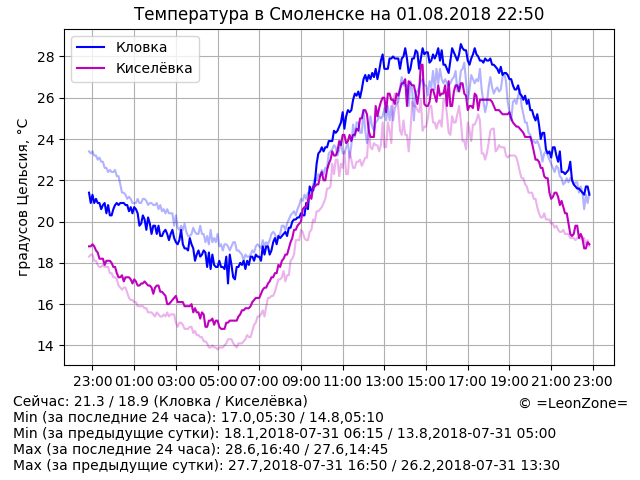 Температура в Смоленске на 01.08.2018 22:50
Кловка
Киселёвка
градусов Цельсия, °C
28
26
24
22
20
18
16
14
23:00 01:00 03:00 05:00 07:00 09:00 11:00 13:00 15:00 17:00 19:00 21:00 23:00
Сейчас: 21.3 / 18.9 (Кловка / Киселёвка)
© =LeonZone=
Min (за последние 24 часа): 17.0,05:30 / 14.8,05:10
Min (за предыдущие сутки): 18.1,2018-07-31 06:15 / 13.8,2018-07-31 05:00
Max (за последние 24 часа): 28.6,16:40 / 27.6,14:45
Max (за предыдущие сутки): 27.7,2018-07-31 16:50 / 26.2,2018-07-31 13:30